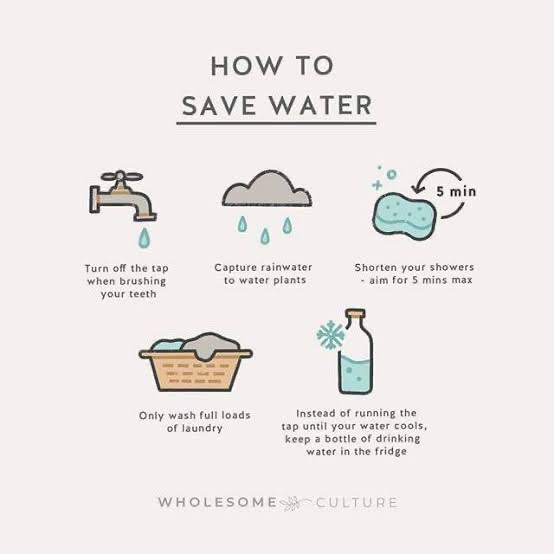 HOW TO
SAVE WATER
5 min
Turn off the tap
when brushing
your teeth
Capture rainwater
to water plants
Shorten your showers
- aim for 5 mins max
Only wash full loads
of laundry
Instead of running the
tap until your water cools,
keep a bottle of drinking
water in the fridge
WHOLESOME CULTURE